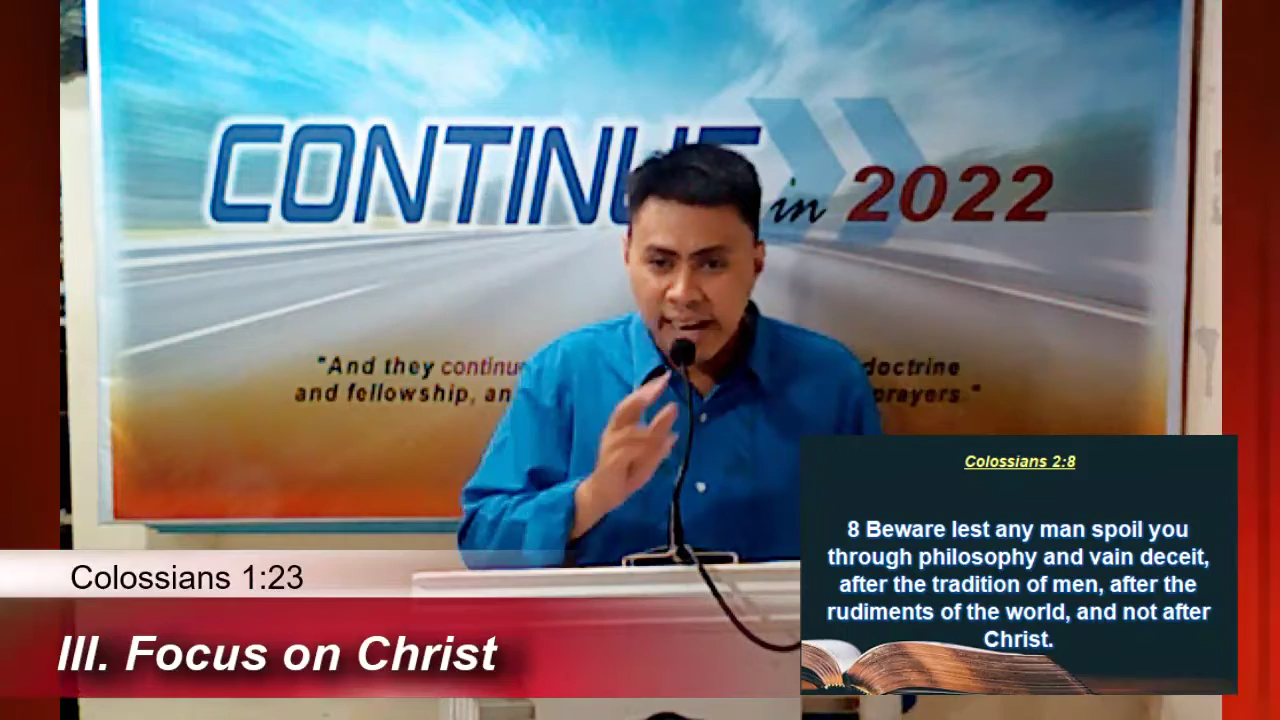 CONTINUE in 2022
"And they continu doctrine
and fellowship, an prayers."
Colossians 2:8
8 Beware lest any man spoil you
through philosophy and vain deceit,
after the tradition of men, after the
rudiments of the world, and not after
Christ.
Colossians 1:23
III. Focus on Christ